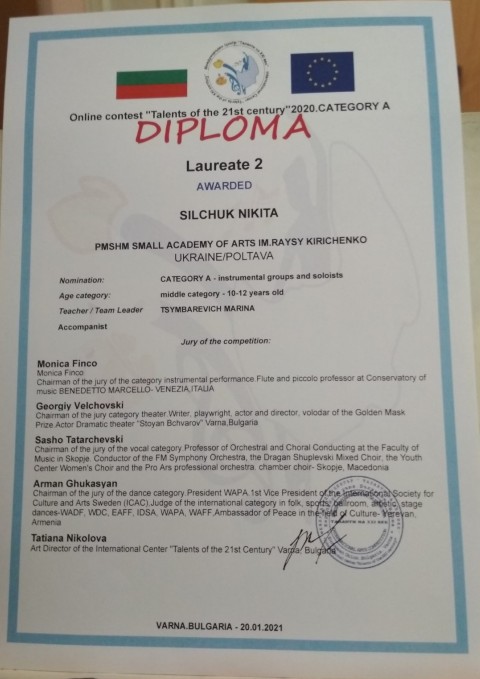 Online contest "Talents of the 21st century"2020.CATEGORY A
DIPLOMA
Laureate 2
AWARDED
SILCHUK NIKITA
PMSHM SMALL ACADEMY OF ARTS IM.RAYSY KIRICHENKO
UKRAINE/POLTAVA
Nomination: CATEGORY A - instrumental groups and soloists
Age category: middle category - 10-12 years old
Teacher / Team Leader TSYMBAREVICH MARINA
Accompanist
Jury of the competition:
Monica Finco
Monica Finco
Chairman of the jury of the category instrumental performance.Flute and piccolo professor at Conservatory of
music BENEDETTO MARCELLO- VENEZIA,ITALIA
Georgiy Velchovski
Chairman of the jury category theater.Writer, playwright, actor and director, volodar of the Golden Mask
Prize.Actor Dramatic theater "Stoyan Bchvarov" Varna,Bulgaria
Sasho Tatarchevski
Chairman of the jury of the vocal category Professor of Orchestral and Choral Conducting at the Faculty of
Music in Skopje. Conductor of the FM Symphony Orchestra, the Dragan Shuplevski Mixed Choir, the Youth
Center Women's Choir and the Pro Ars professional orchestra, chamber choir- Skopje, Macedonia
Arman Ghukasyan
Chairman of the jury of the dance category.President WAPA.1st Vice President of the International Society for
Culture and Arts Sweden (ICAC).Judge of the international category in folk, sports, ballroom, artistic, stage
dances-WADF, WDC, EAFF, IDSA, WAPA, WAFF.Ambassador of Peace in the field of Culture- Yerevan,
Armenia
Tatiana Nikolova
Art Director of the International Center "Talents of the 21st Century" Varna. Bulgaria
VARNA.BULGARIA - 20.01.2021